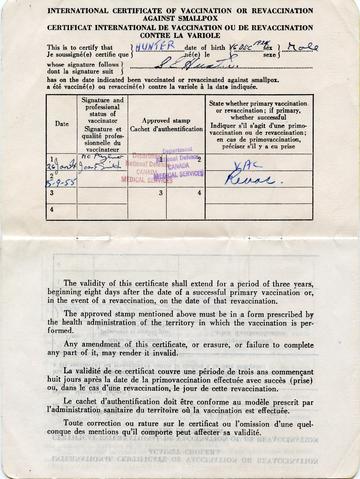 INTERNATIONAL CERTIFICATE OF VACCINATION OR REVACCINATION
AGAINST SMALLPOX
CERTIFICAT INTERNATIONAL DE VACCINATION OU DE REVACCINATION
CONTRE LA VARIOLE
This is to certify that HUNTER date of birth 16 DEC sex Male
Je soussigné(e) certifie que né(e) le sexe
whose signature follows
dont la signature suit
has on the date indicated been vaccinated or revaccinated against smallpox.
a été vacciné(e) ou revacciné(e) contre la variole à la date indiquée.
Date
Signature and
professional
status of
vaccinator
Signature et
qualité profes-
sionnelle du
vaccinateur
Approved stamp
Cachet d'authentification
State whether primary vaccination
or revaccination; if primary,
whether successful
Indiquer s'il s'agit d'une primo-
vaccination ou de revaccination;
en cas de primovaccination,
préciser s'il y a eu prise
1 1 2
Department
National Defence
CANADA
MEDICAL SERVICES
Department
National Defence
CANADA
MEDICAL SERVICES
VAC
2
15-9-55
Revac.
3 3 4
4
The validity of this certificate shall extend for a period of three years,
beginning eight days after the date of a successful primary vaccination or,
in the event of a revaccination, on the date of that revaccination.
The approved stamp mentioned above must be in a form prescribed by
the health administration of the territory in which the vaccination is per-
formed.
Any amendment of this certificate, or erasure, or failure to complete
any part of it, may render it invalid.
La validité de ce certificat couvre une période de trois ans commençant
huit jours après la date de la primovaccination effectuée avec succès (prise)
ou, dans le cas d'une revaccination, le jour de cette revaccination.
Le cachet d'authentification doit être conforme au modèle prescrit par
l'administration sanitaire du territoire où la vaccination est effectuée.
Toute correction ou rature sur le certificat ou l'omission d'une quel-
conque des mentions qu'il comporte peut affecter sa validité.